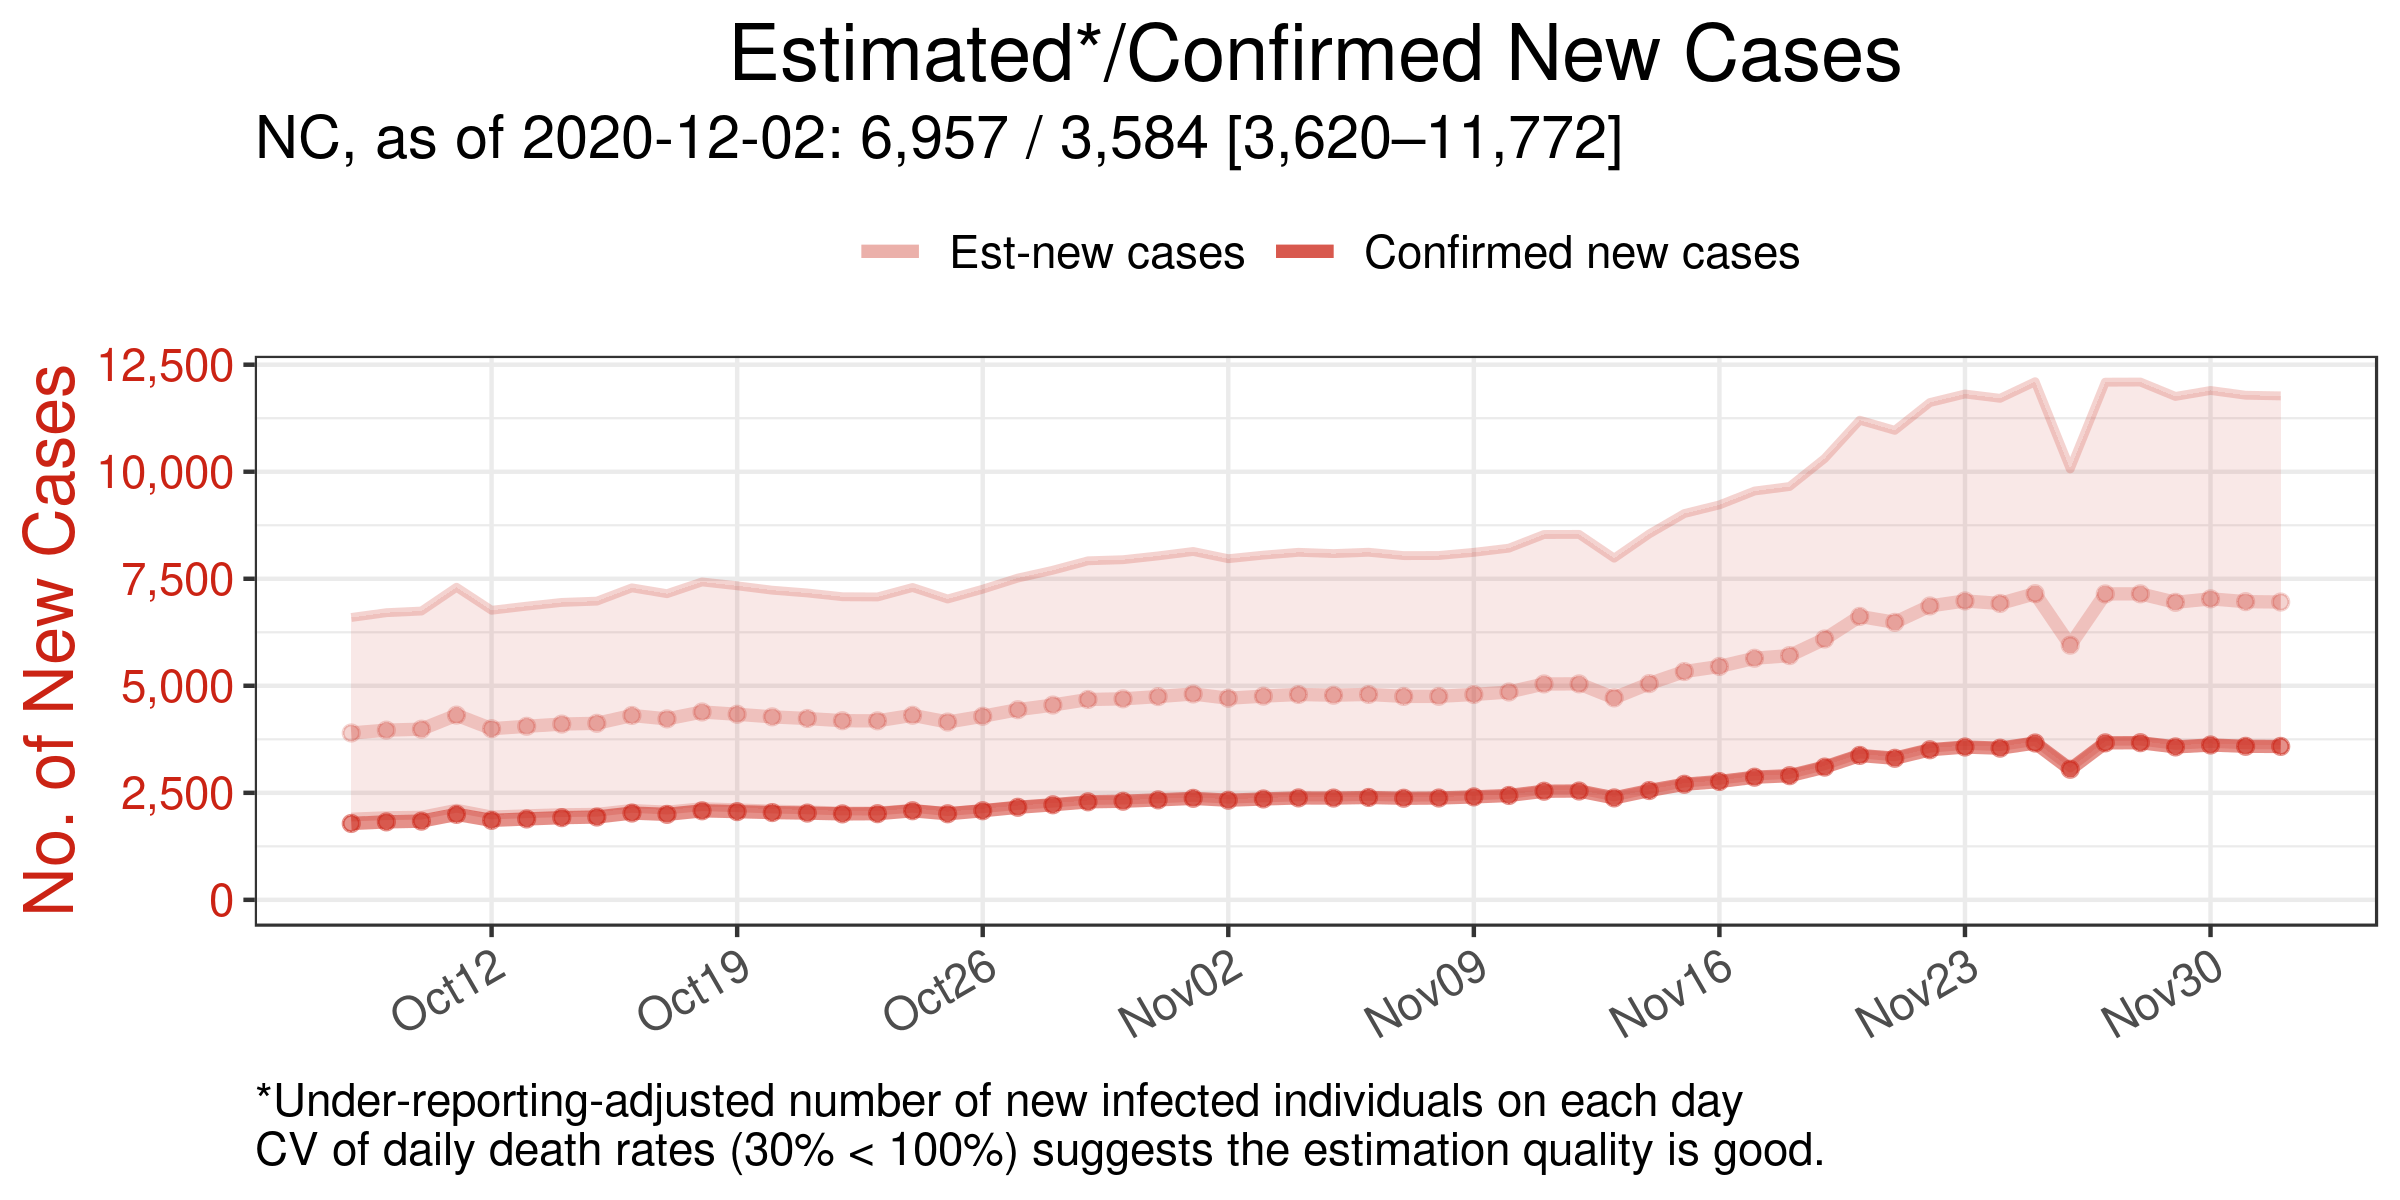 Estimated*/Confirmed New Cases
NC, as of 2020-12-02: 6,957 / 3,584 [3,620–11,772]
Est-new cases
Confirmed new cases
No. of New Cases
12,500
10,000
7,500
5,000
2,500
0
Oct12
Oct19
Oct26
Nov02
Nov09
Nov16
Nov23
Nov30
*Under-reporting-adjusted number of new infected individuals on each day
CV of daily death rates (30% < 100%) suggests the estimation quality is good.